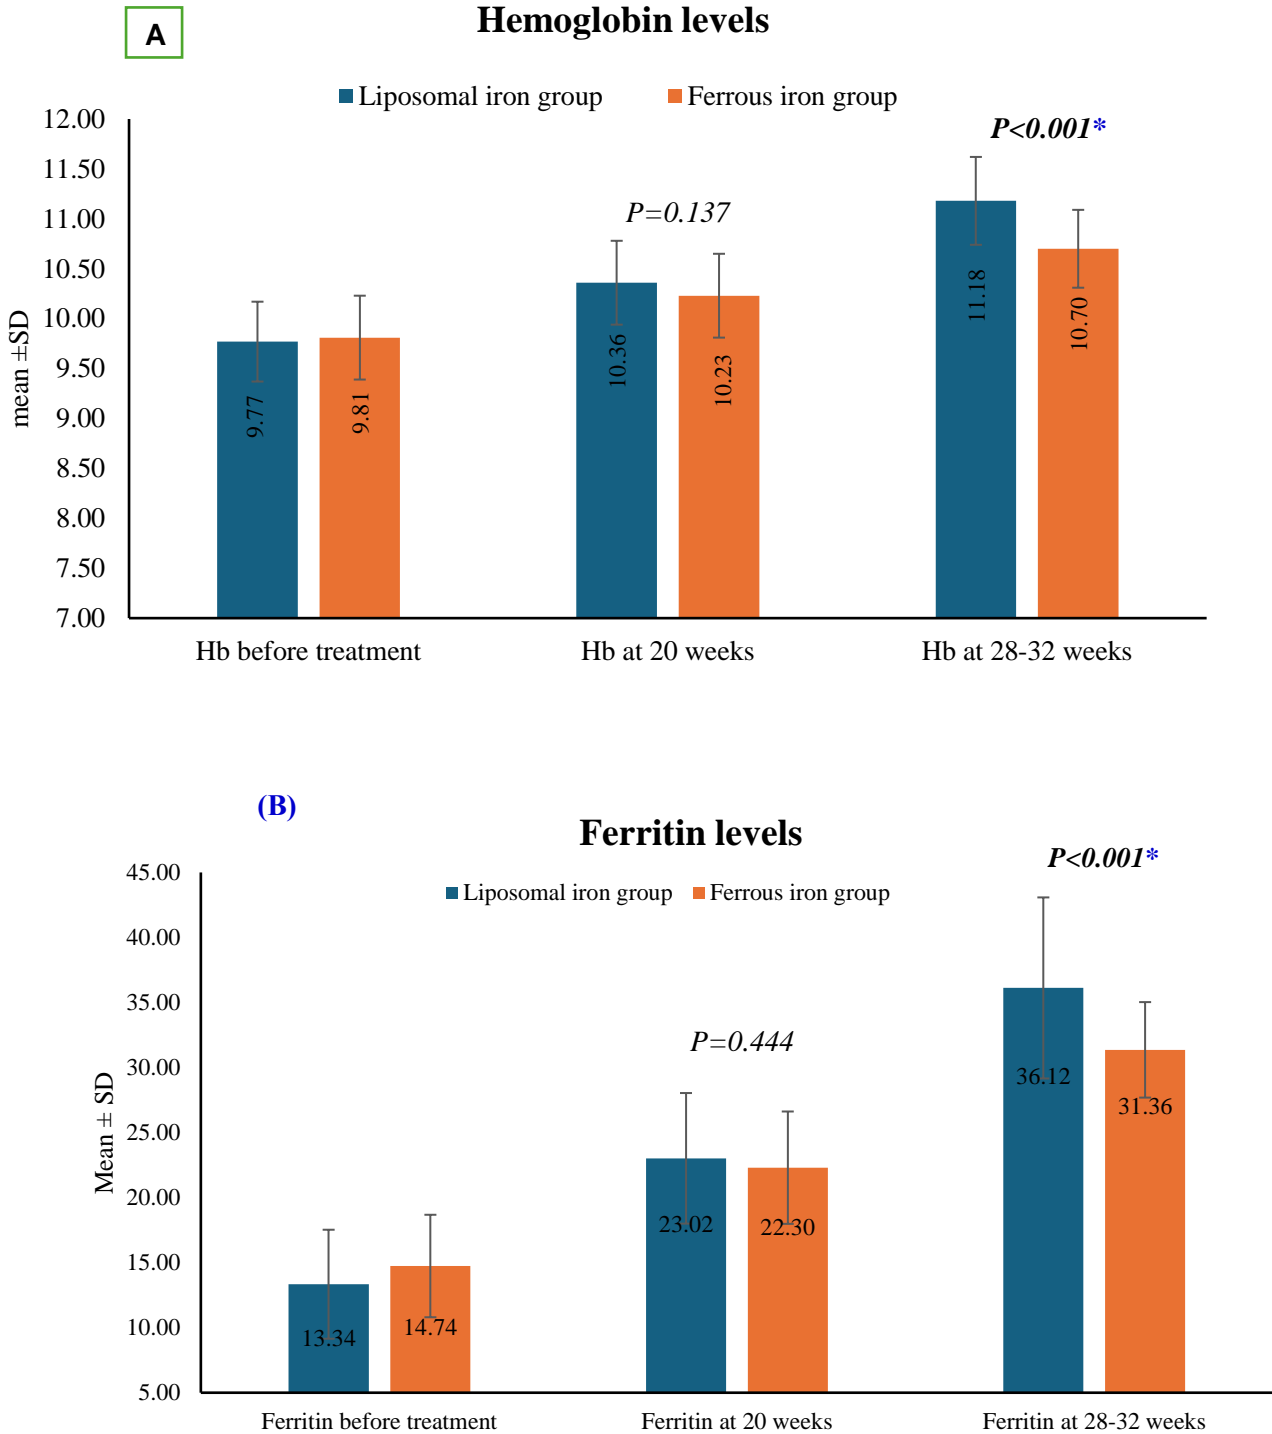 A
Hemoglobin levels
Liposomal iron group
Ferrous iron group
P<0.001*
P=0.137
mean ±SD
12.00
11.50
11.00
10.50
10.00
9.50
9.00
8.50
8.00
7.50
7.00
9.77
9.81
10.36
10.23
11.18
10.70
Hb before treatment
Hb at 20 weeks
Hb at 28-32 weeks
(B)
Ferritin levels
P<0.001*
Liposomal iron group
Ferrous iron group
P=0.444
Mean ± SD
45.00
40.00
35.00
30.00
25.00
20.00
15.00
10.00
5.00
13.34
14.74
23.02
22.30
36.12
31.36
Ferritin before treatment
Ferritin at 20 weeks
Ferritin at 28-32 weeks